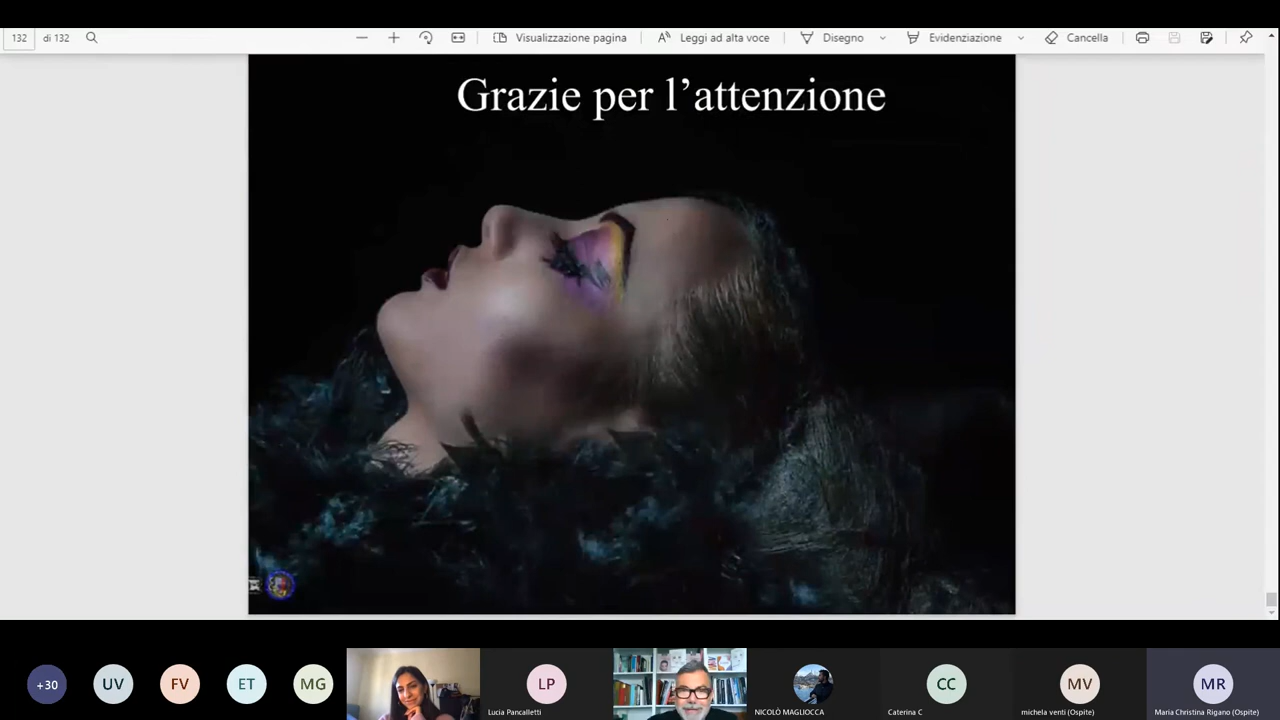 132 di 132 Visualizzazione pagina Leggi ad alta voce Disegno Evidenziazione Cancella
Grazie per l'attenzione
+30 UV FV ET MG LP CC MV MR
Lucia Pancalletti NICOLÒ MAGLIOCCA Caterina C michela venti (Ospite) Maria Christina Rigano (Ospite)